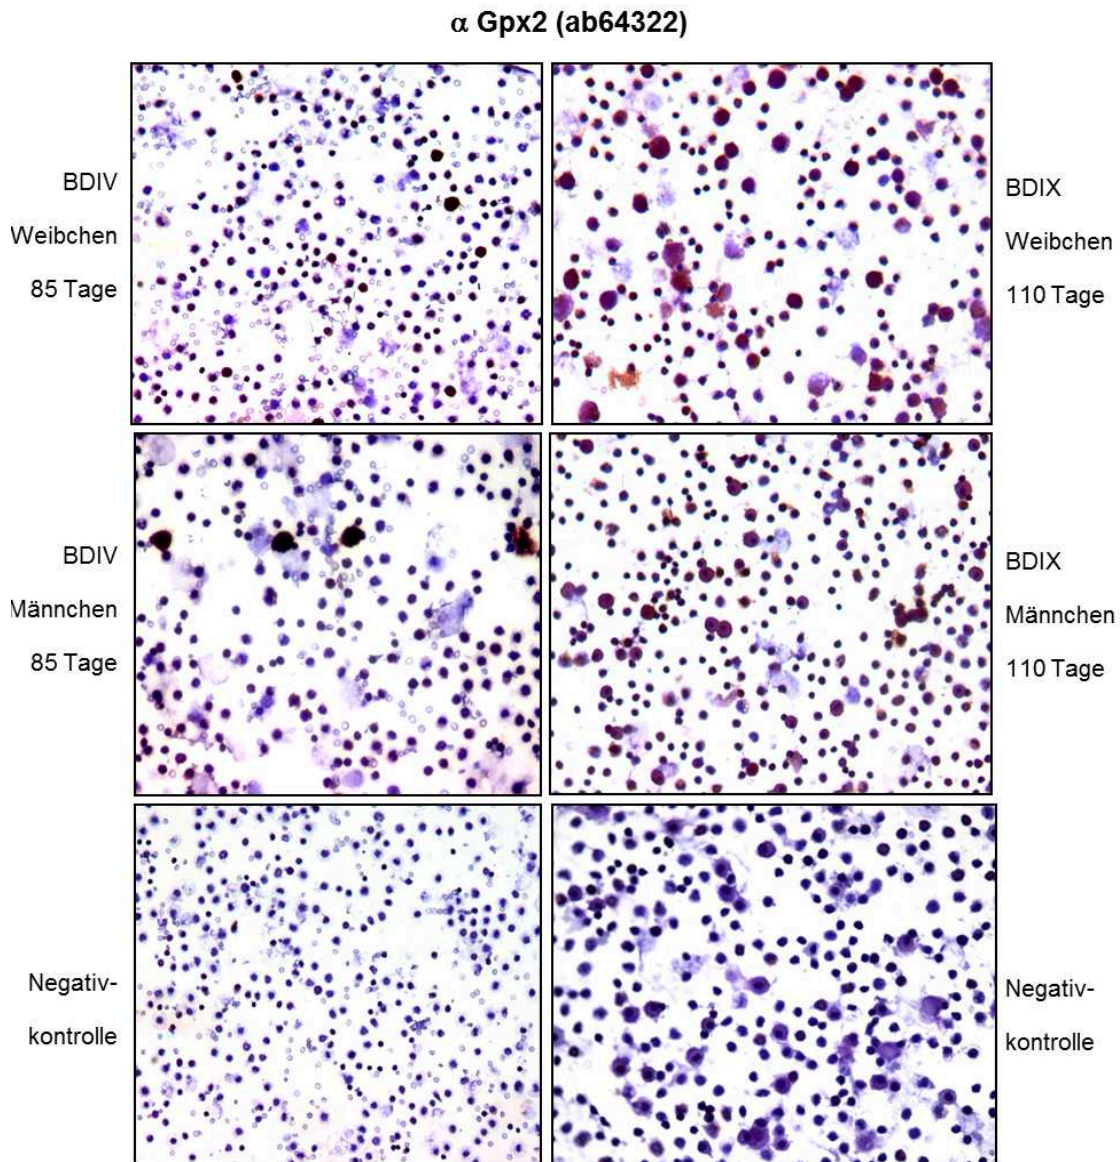 α Gpx2 (ab64322)
BDIV
Weibchen
85 Tage
BDIX
Weibchen
110 Tage
BDIV
Männchen
85 Tage
BDIX
Männchen
110 Tage
Negativ-
kontrolle
Negativ-
kontrolle